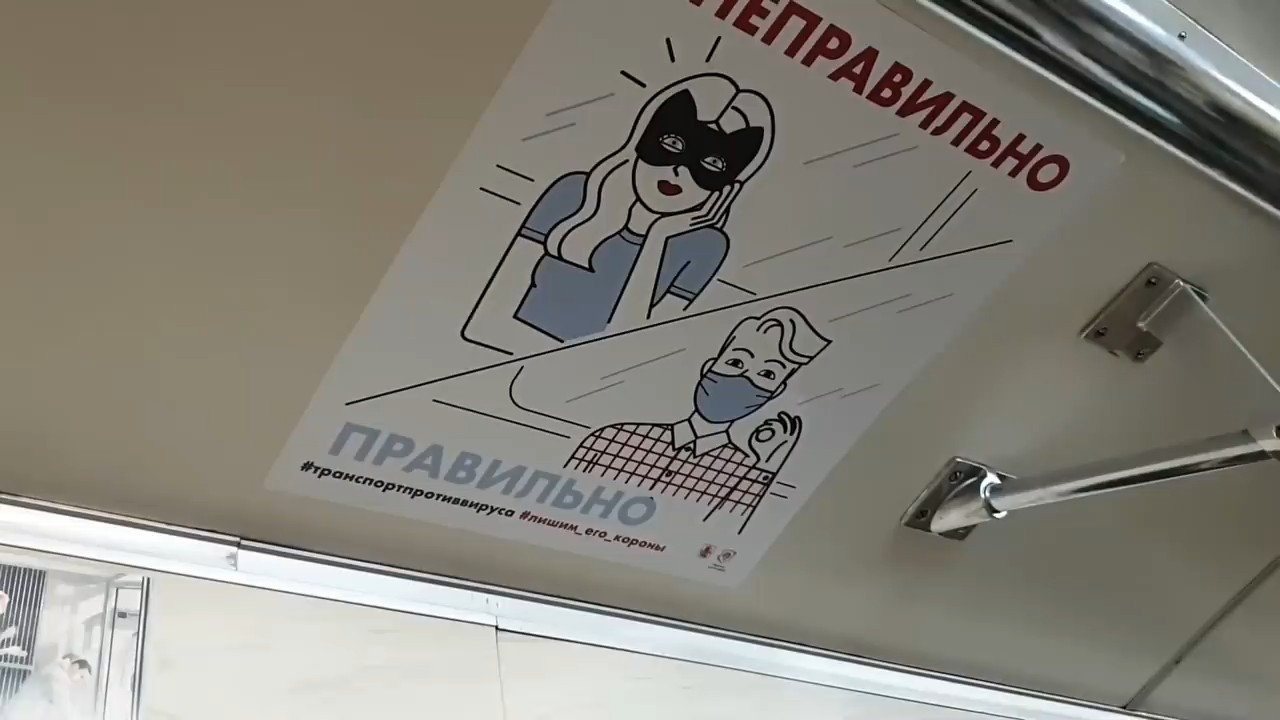 НЕПРАВИЛЬНО
ПРАВИЛЬНО
#транспортпротиввируса #лишим_его_короны